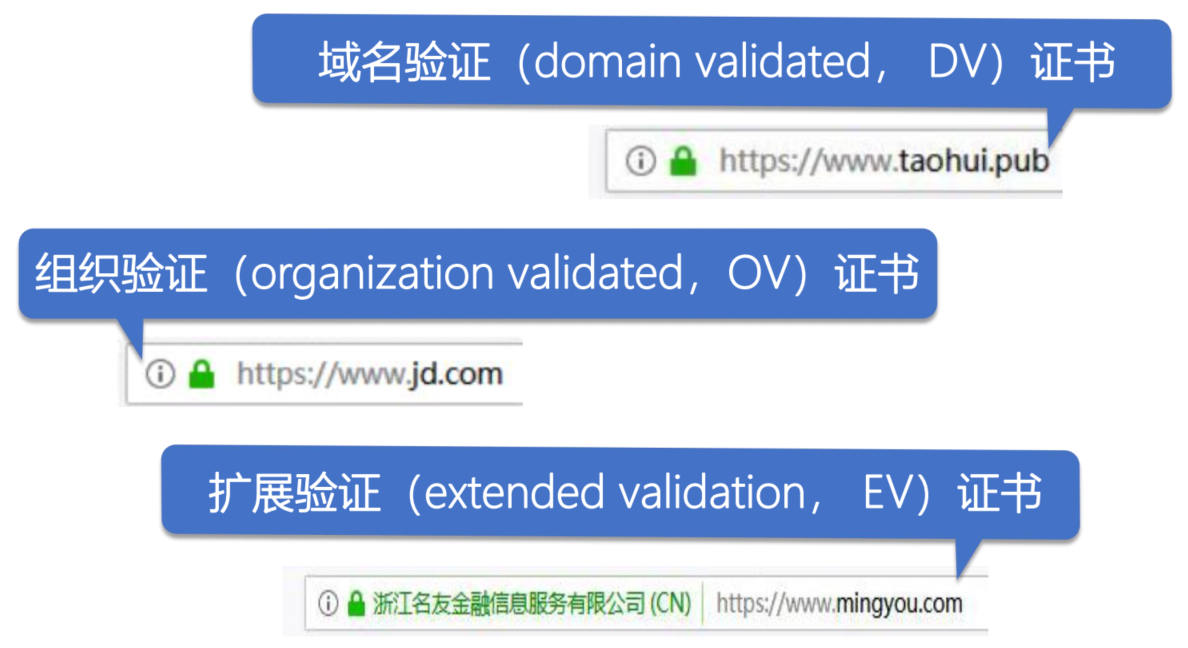 域名验证（domain validated， DV）证书
https://www.taohui.pub
组织验证（organization validated，OV）证书
https://www.jd.com
扩展验证（extended validation， EV）证书
浙江名友金融信息服务有限公司 (CN) https://www.mingyou.com